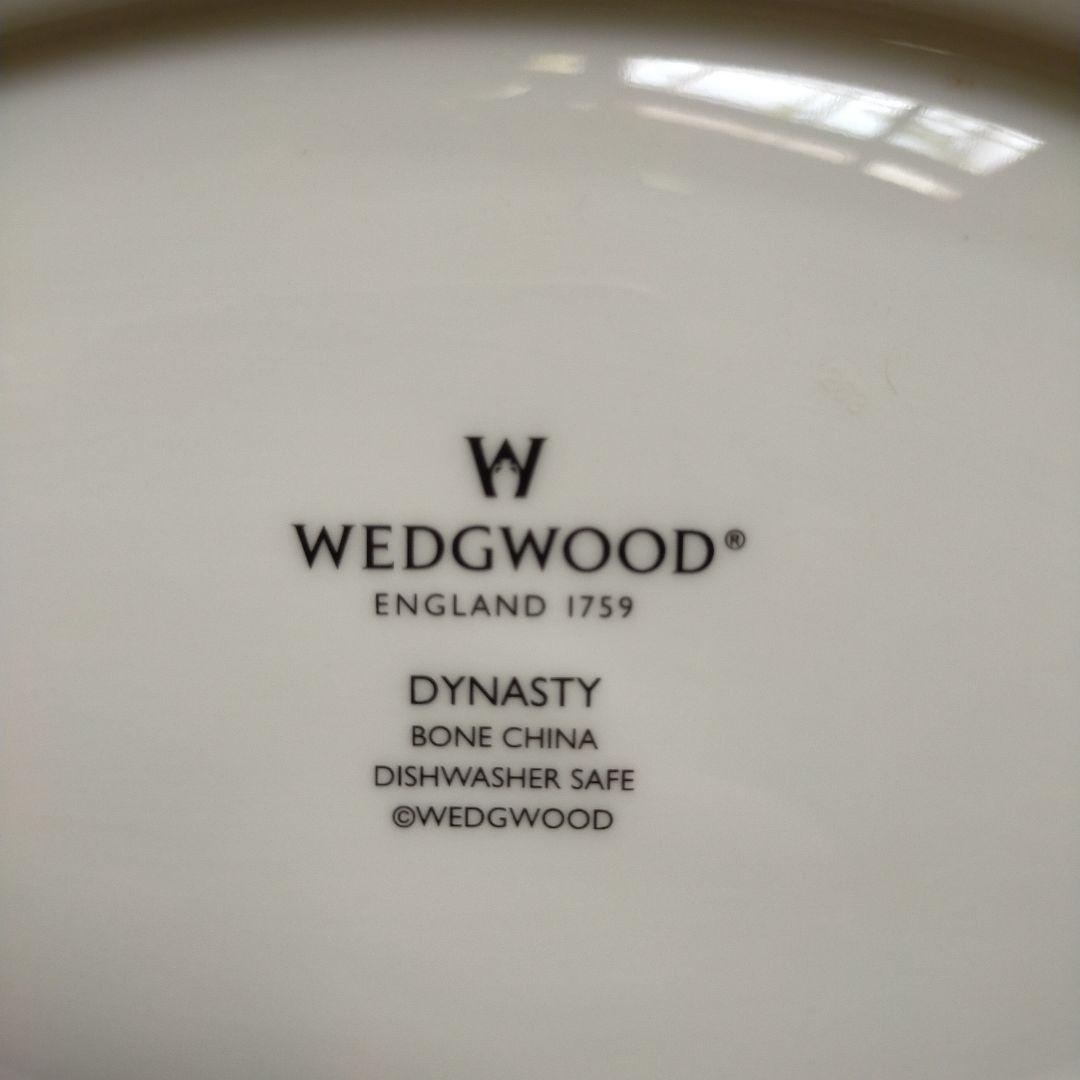 W
WEDGWOOD®
ENGLAND 1759
DYNASTY
BONE CHINA
DISHWASHER SAFE
©WEDGWOOD